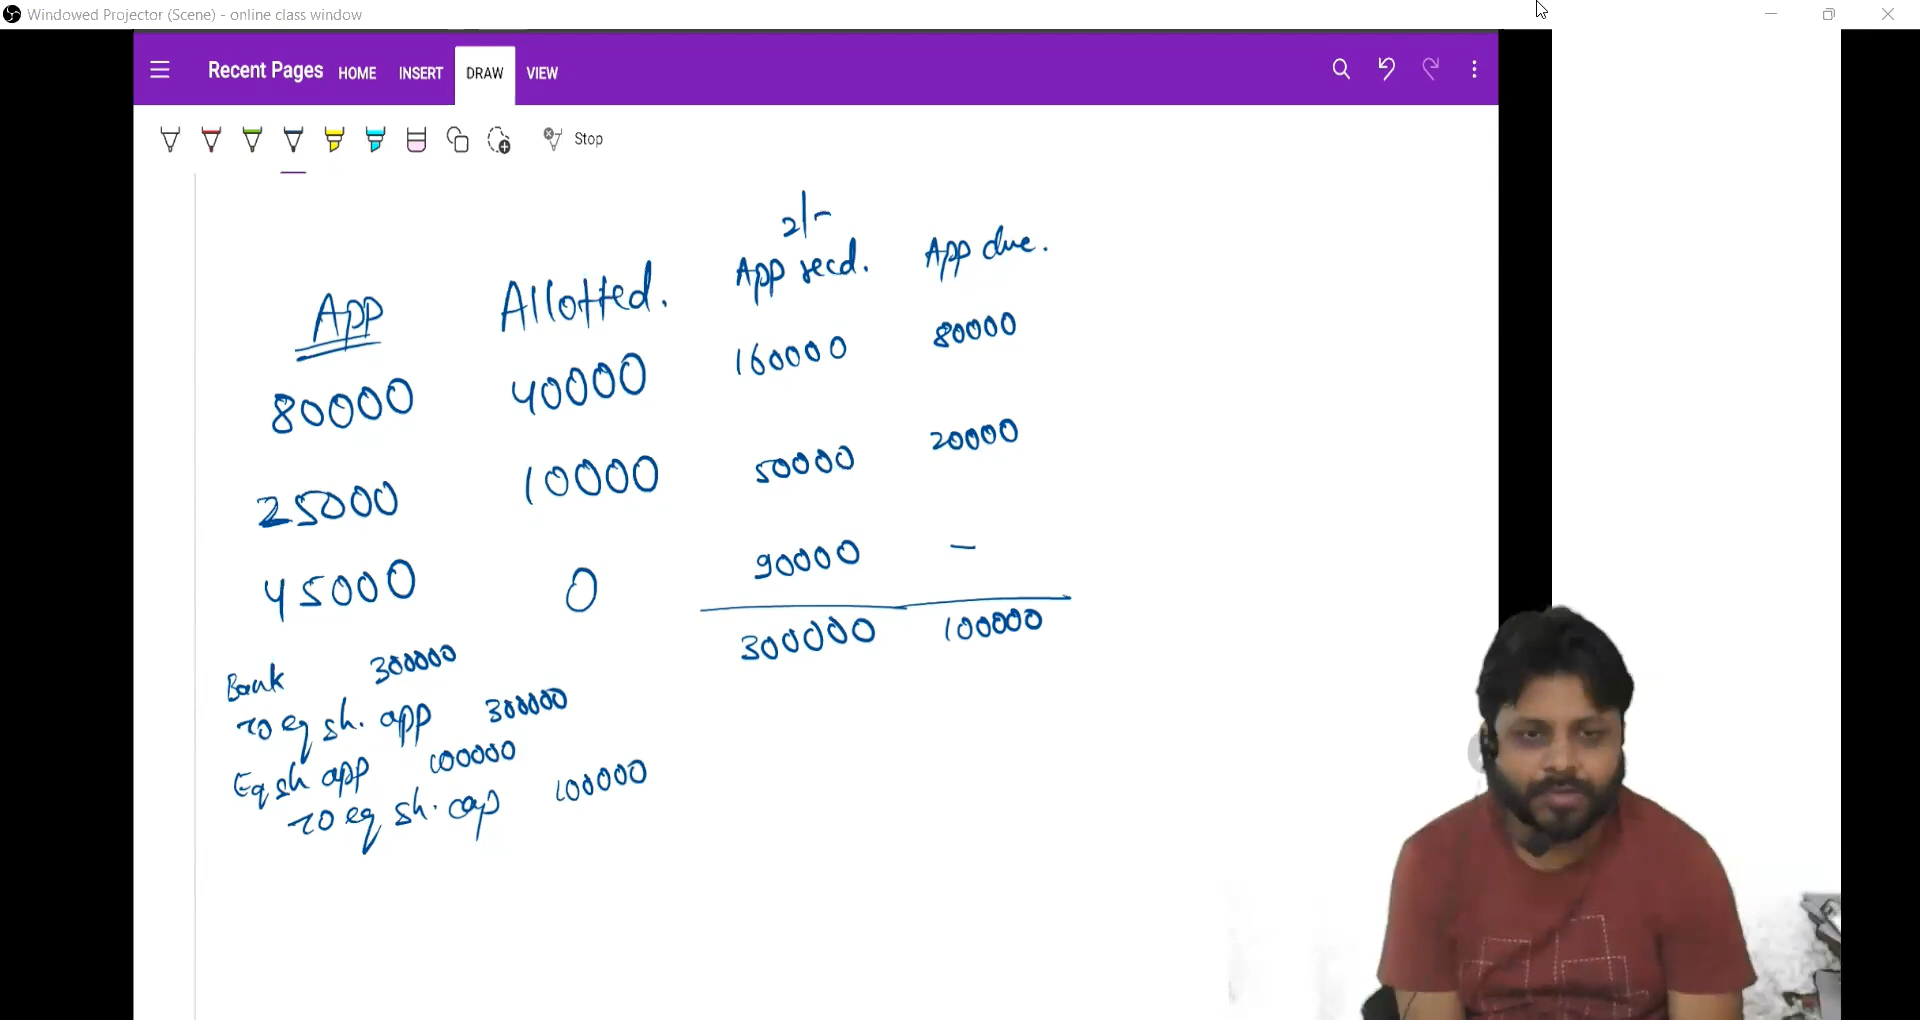 Windowed Projector (Scene) - online class window
Recent Pages HOME INSERT DRAW VIEW
Stop
2/-
App Allotted. App recd. App due.
80000 40000 160000 80000
25000 10000 50000 20000
45000 0 90000 -
300000 100000
Bank 300000
To eq sh. app 300000
Eq sh app 100000
To eq sh. cap 100000